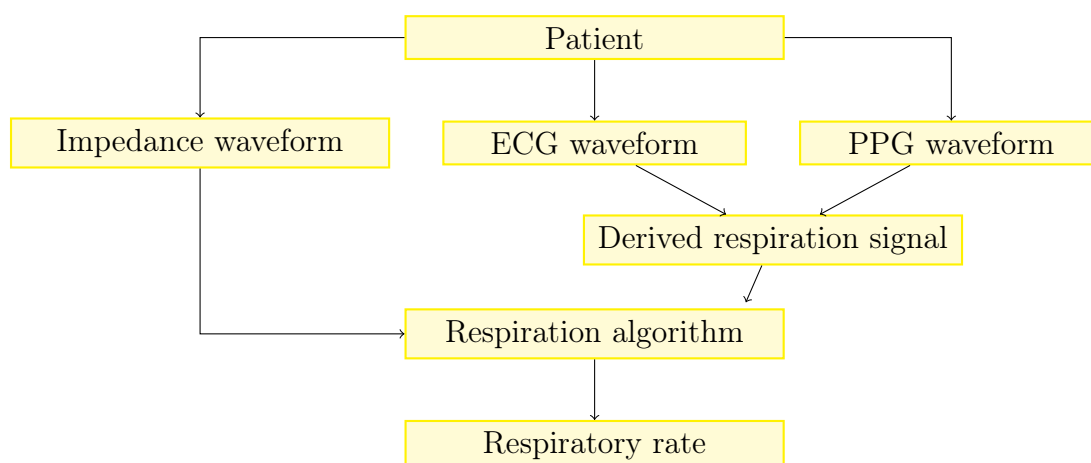 Patient
Impedance waveform
ECG waveform
PPG waveform
Derived respiration signal
Respiration algorithm
Respiratory rate